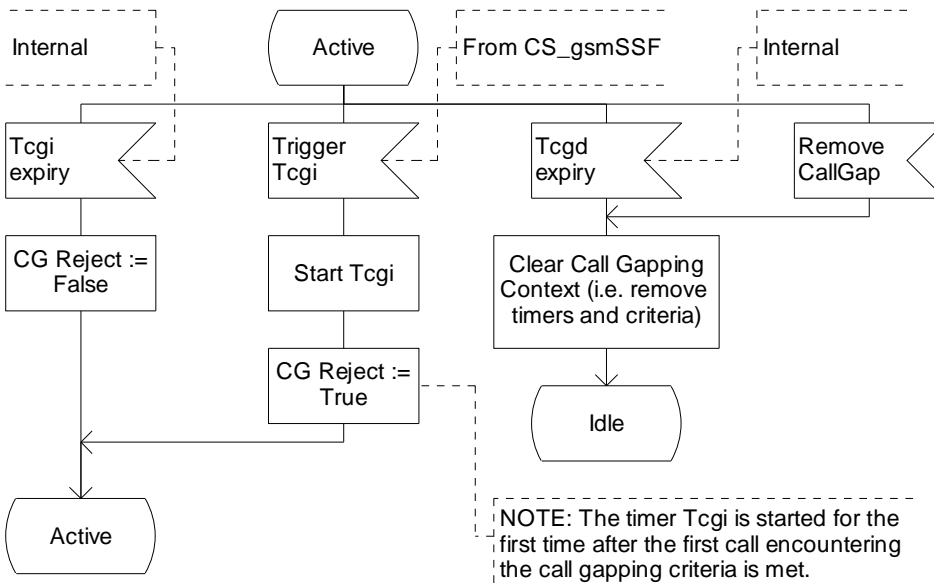 Internal
Active
From CS_gsmSSF
Internal
Tcgi
expiry
Trigger
Tcgi
Tcgd
expiry
Remove
CallGap
CG Reject :=
False
Start Tcgi
Clear Call Gapping
Context (i.e. remove
timers and criteria)
CG Reject :=
True
Idle
Active
NOTE: The timer Tcgi is started for the
first time after the first call encountering
the call gapping criteria is met.